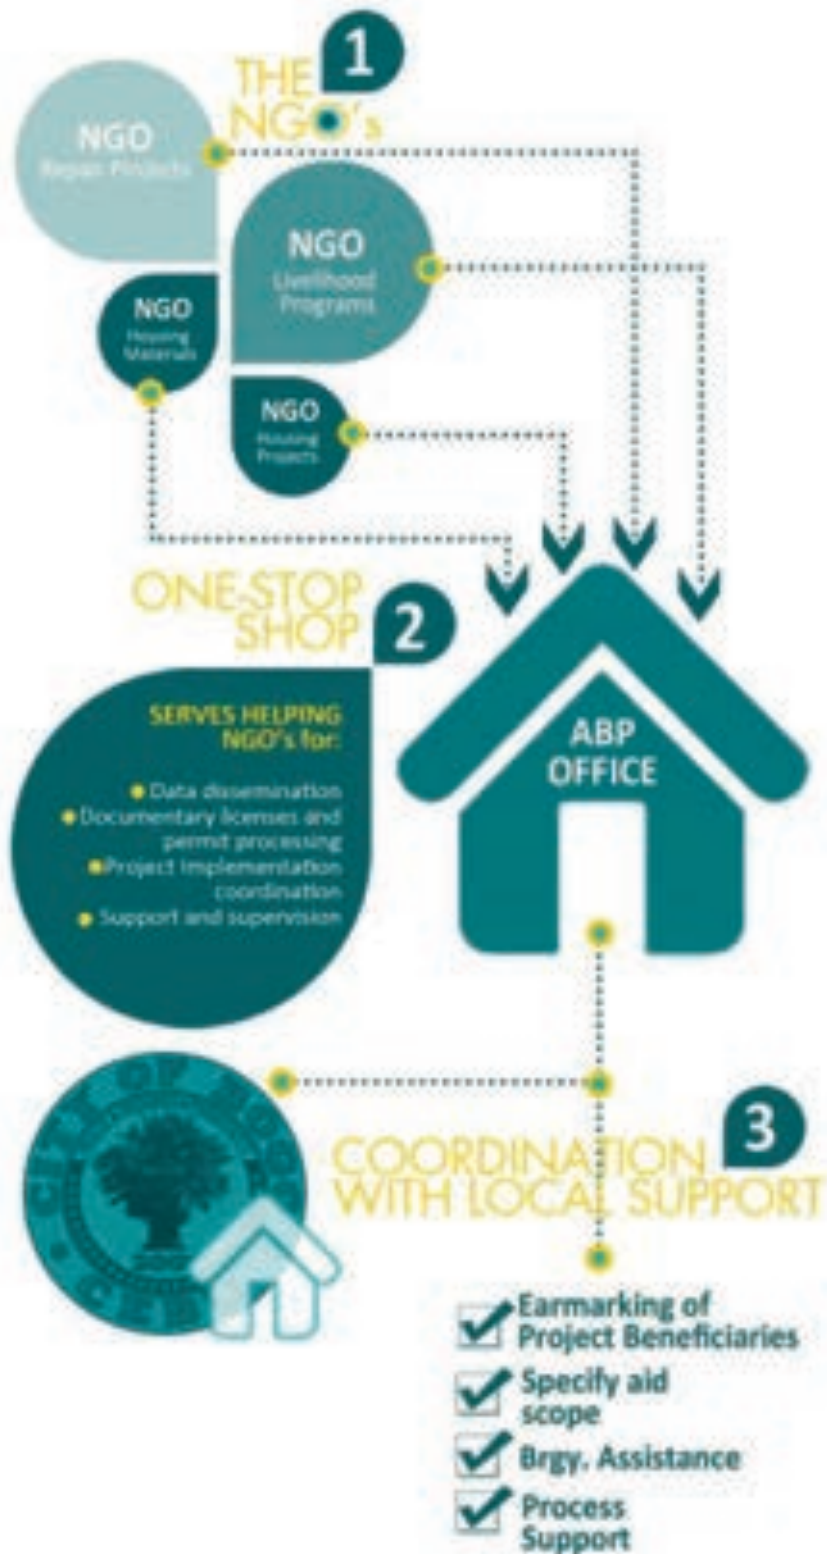 1
THE
NGO's
NGO
Repair Projects
NGO
Livelihood
Programs
NGO
Housing
Materials
NGO
Housing
Projects
ONE-STOP
SHOP
2
SERVES HELPING
NGO's for:
Data dissemination
Documentary licenses and
permit processing
Project Implementation
coordination
Support and supervision
ABP
OFFICE
CITY OF
3
COORDINATION
WITH LOCAL SUPPORT
Earmarking of
Project Beneficiaries
Specify aid
scope
Brgy. Assistance
Process
Support